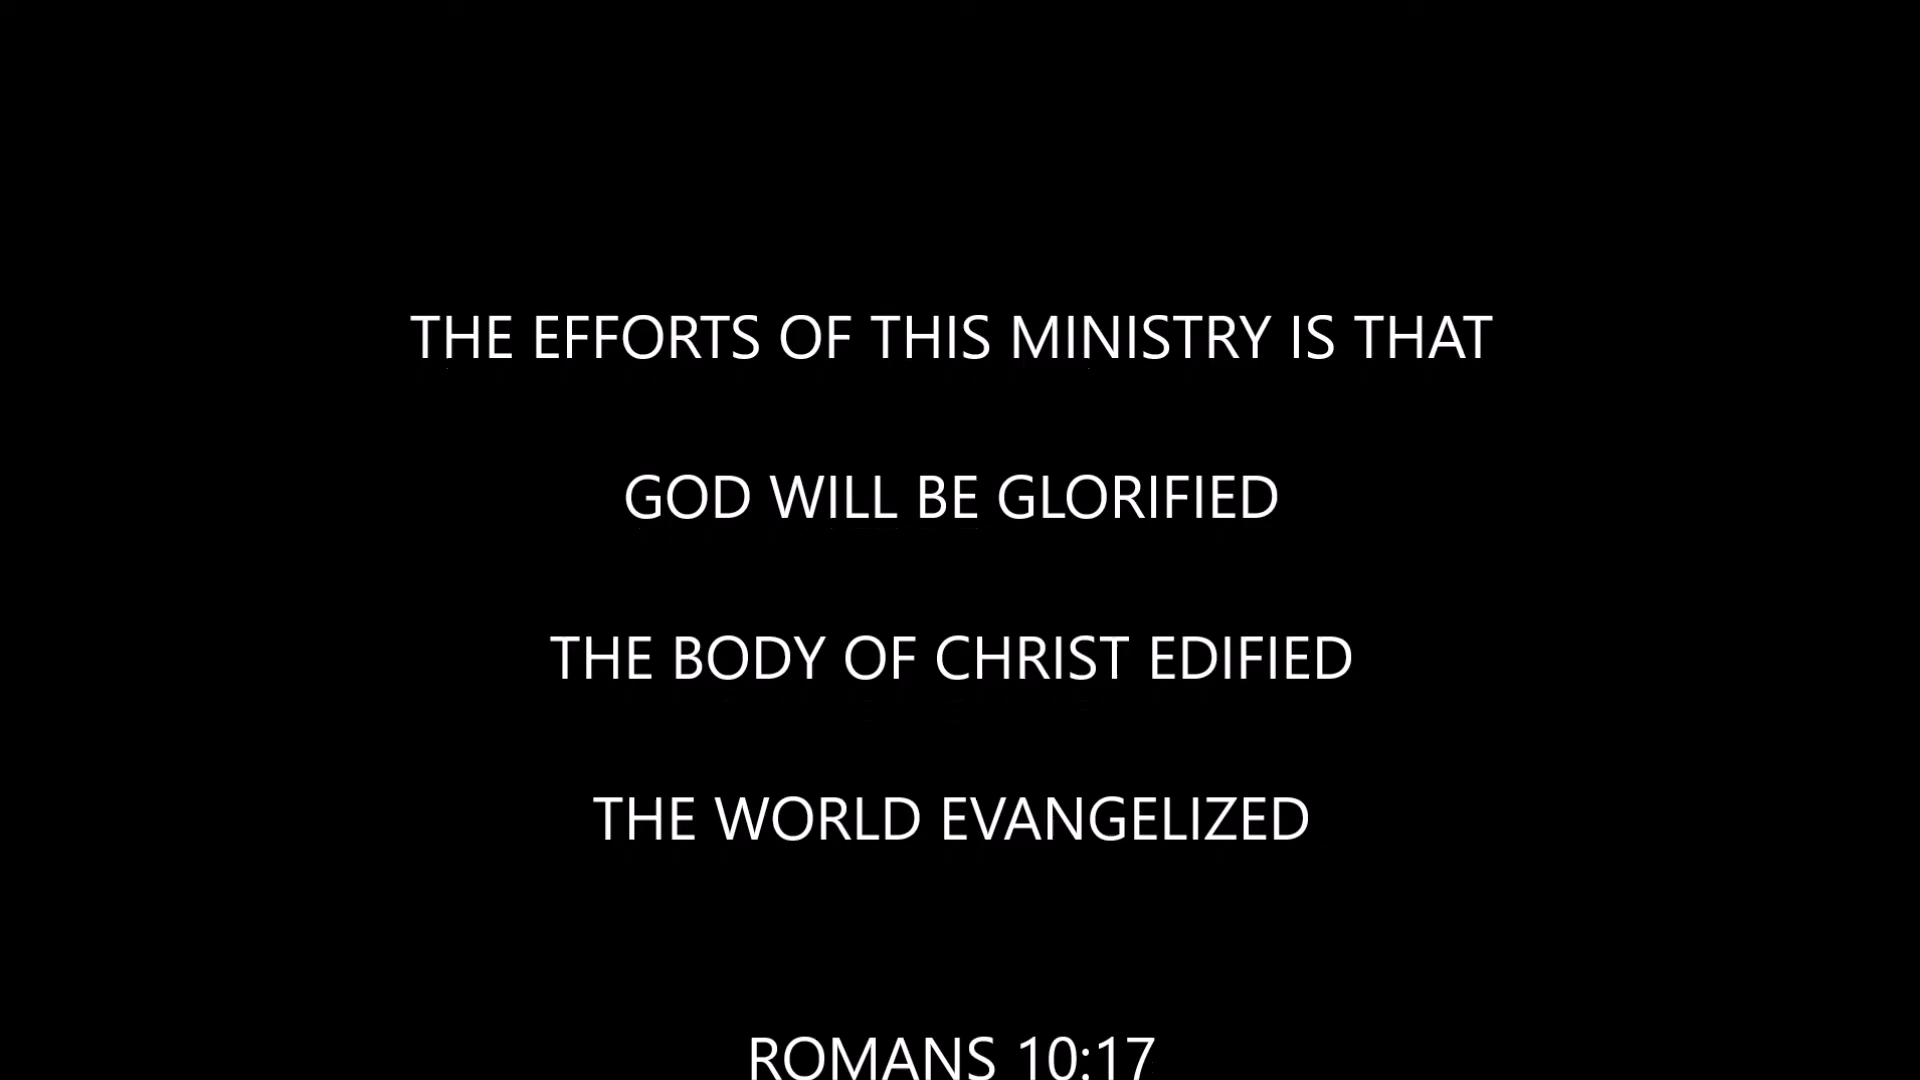 THE EFFORTS OF THIS MINISTRY IS THAT
GOD WILL BE GLORIFIED
THE BODY OF CHRIST EDIFIED
THE WORLD EVANGELIZED
ROMANS 10:17